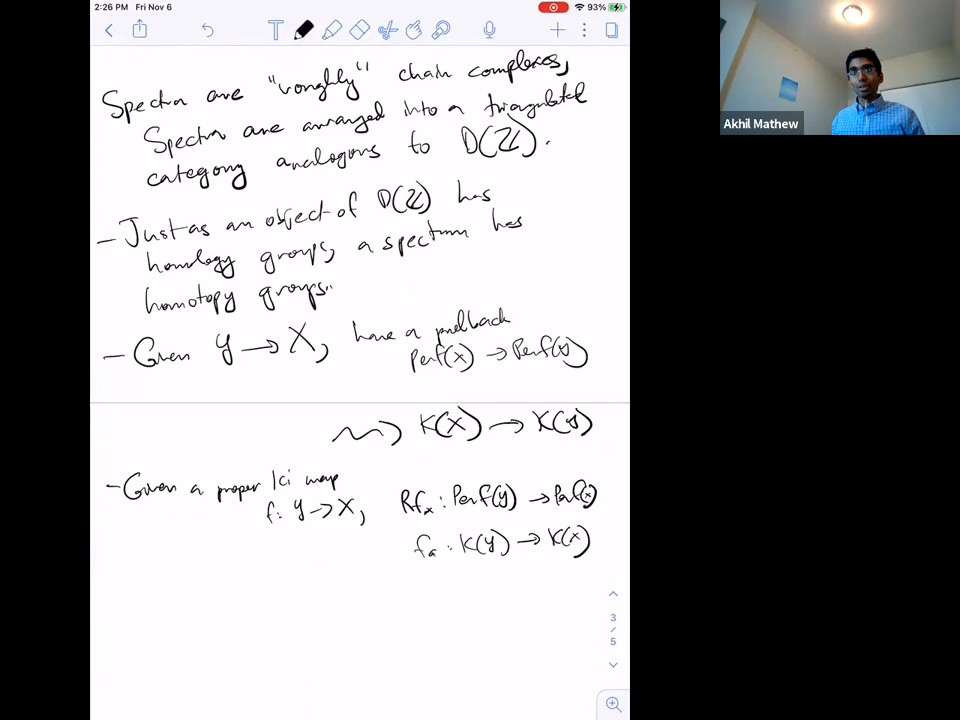 2:26 PM Fri Nov 6
93%
Spectra are "roughly" chain complexes,
Spectra are arranged into a triangulated
category analogous to D(ℤ).
- Just as an object of D(ℤ) has
homology groups, a spectrum has
homotopy groups.
- Given Y → X, have a pullback
Perf(X) → Perf(Y)
⇝ K(X) → K(Y)
- Given a proper lci map
f: Y → X, Rf_* : Perf(Y) → Perf(X)
f_* : K(Y) → K(X)
3
/
5
T
Akhil Mathew